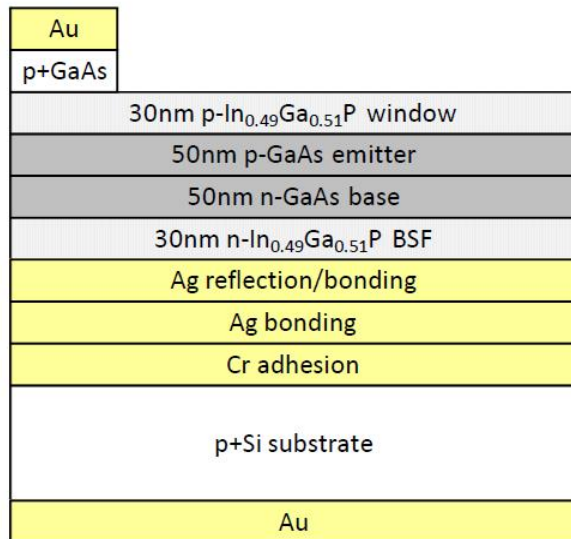 Au
p+GaAs
30nm p-In₀.₄₉Ga₀.₅₁P window
50nm p-GaAs emitter
50nm n-GaAs base
30nm n-In₀.₄₉Ga₀.₅₁P BSF
Ag reflection/bonding
Ag bonding
Cr adhesion
p+Si substrate
Au